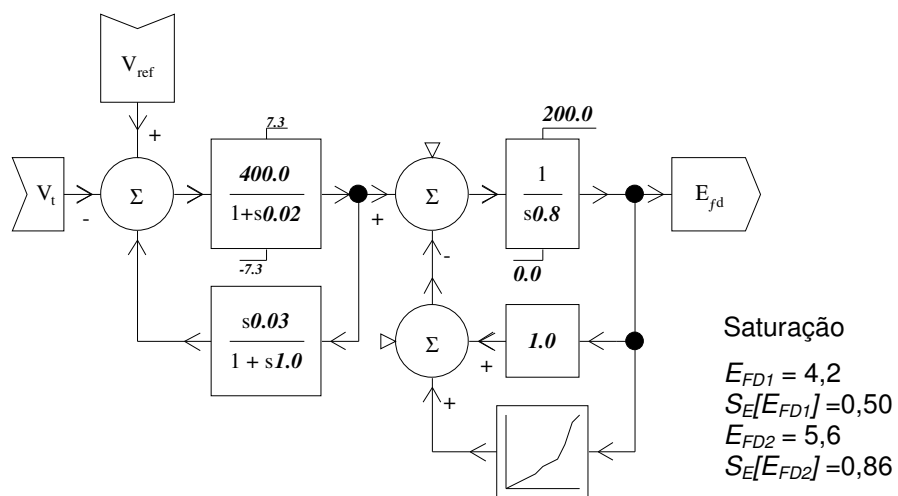 V_ref
+
7.3
200.0
V_t
-
Σ
400.0
1+s0.02
+
Σ
1
s0.8
E_fd
-7.3
-
0.0
s0.03
1 + s1.0
Σ
+
1.0
+
Saturação
E_FD1 = 4,2
S_E[E_FD1] =0,50
E_FD2 = 5,6
S_E[E_FD2] =0,86